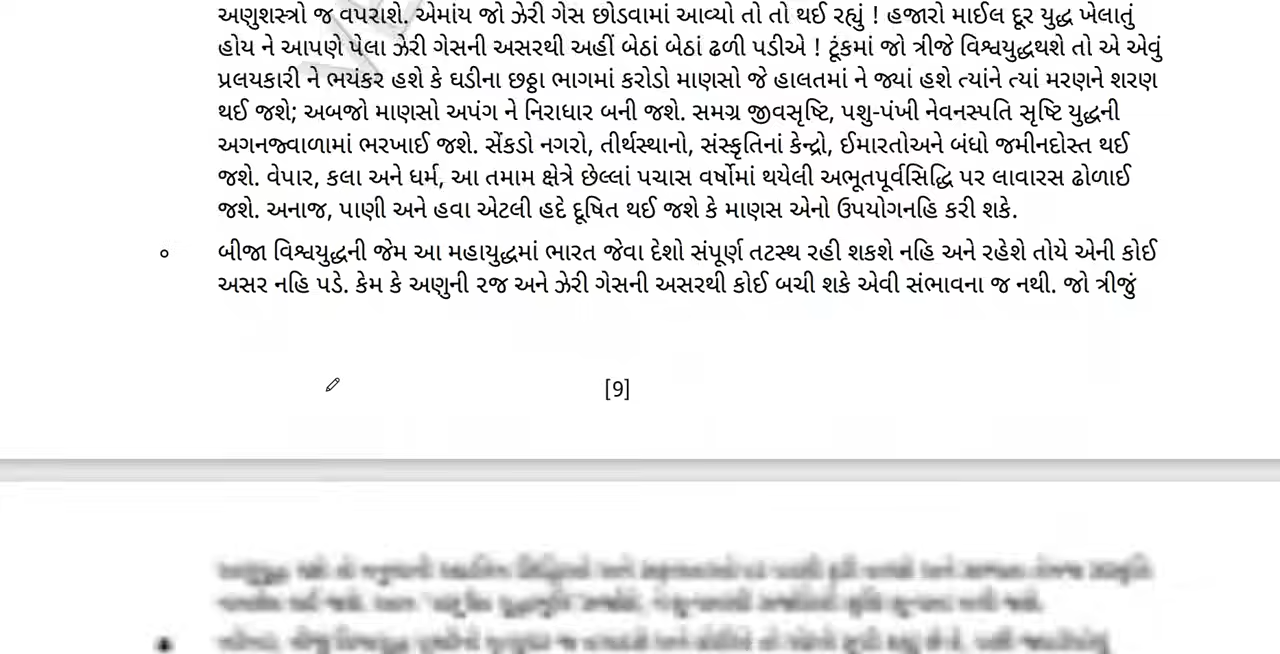 અણુશસ્ત્રો જ વપરાશે. એમાંય જો ઝેરી ગેસ છોડવામાં આવ્યો તો તો થઈ રહ્યું ! હજારો માઈલ દૂર યુદ્ધ ખેલાતું
હોય ને આપણે પેલા ઝેરી ગેસની અસરથી અહીં બેઠાં બેઠાં ઢળી પડીએ ! ટૂંકમાં જો ત્રીજે વિશ્વયુદ્ધથશે તો એ એવું
પ્રલયકારી ને ભયંકર હશે કે ઘડીના છઠ્ઠા ભાગમાં કરોડો માણસો જે હાલતમાં ને જ્યાં હશે ત્યાંને ત્યાં મરણને શરણ
થઈ જશે; અબજો માણસો અપંગ ને નિરાધાર બની જશે. સમગ્ર જીવસૃષ્ટિ, પશુ-પંખી નેવનસ્પતિ સૃષ્ટિ યુદ્ધની
અગનજ્વાળામાં ભરખાઈ જશે. સેંકડો નગરો, તીર્થસ્થાનો, સંસ્કૃતિનાં કેન્દ્રો, ઈમારતોઅને બંધો જમીનદોસ્ત થઈ
જશે. વેપાર, કલા અને ધર્મ, આ તમામ ક્ષેત્રે છેલ્લાં પચાસ વર્ષોમાં થયેલી અભૂતપૂર્વસિદ્ધિ પર લાવારસ ઢોળાઈ
જશે. અનાજ, પાણી અને હવા એટલી હદે દૂષિત થઈ જશે કે માણસ એનો ઉપયોગનહિ કરી શકે.
બીજા વિશ્વયુદ્ધની જેમ આ મહાયુદ્ધમાં ભારત જેવા દેશો સંપૂર્ણ તટસ્થ રહી શકશે નહિ અને રહેશે તોયે એની કોઈ
અસર નહિ પડે. કેમ કે અણુની રજ અને ઝેરી ગેસની અસરથી કોઈ બચી શકે એવી સંભાવના જ નથી. જો ત્રીજું
[9]